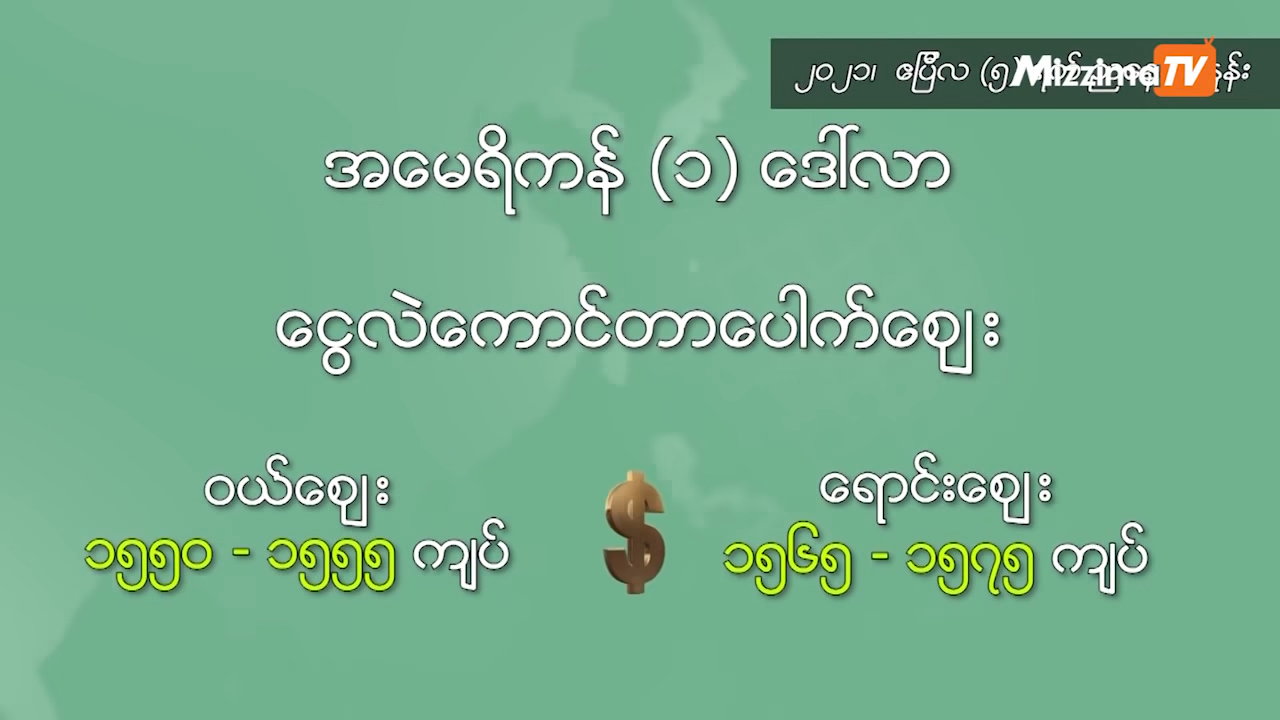 ၂၀၂၁၊ ဧပြီလ (၅)
Mizzima TV
အမေရိကန် (၁) ဒေါ်လာ
ငွေလဲကောင်တာပေါက်ဈေး
ဝယ်ဈေး
၁၅၅၀ - ၁၅၅၅ ကျပ်
ရောင်းဈေး
၁၅၆၅ - ၁၅၇၅ ကျပ်